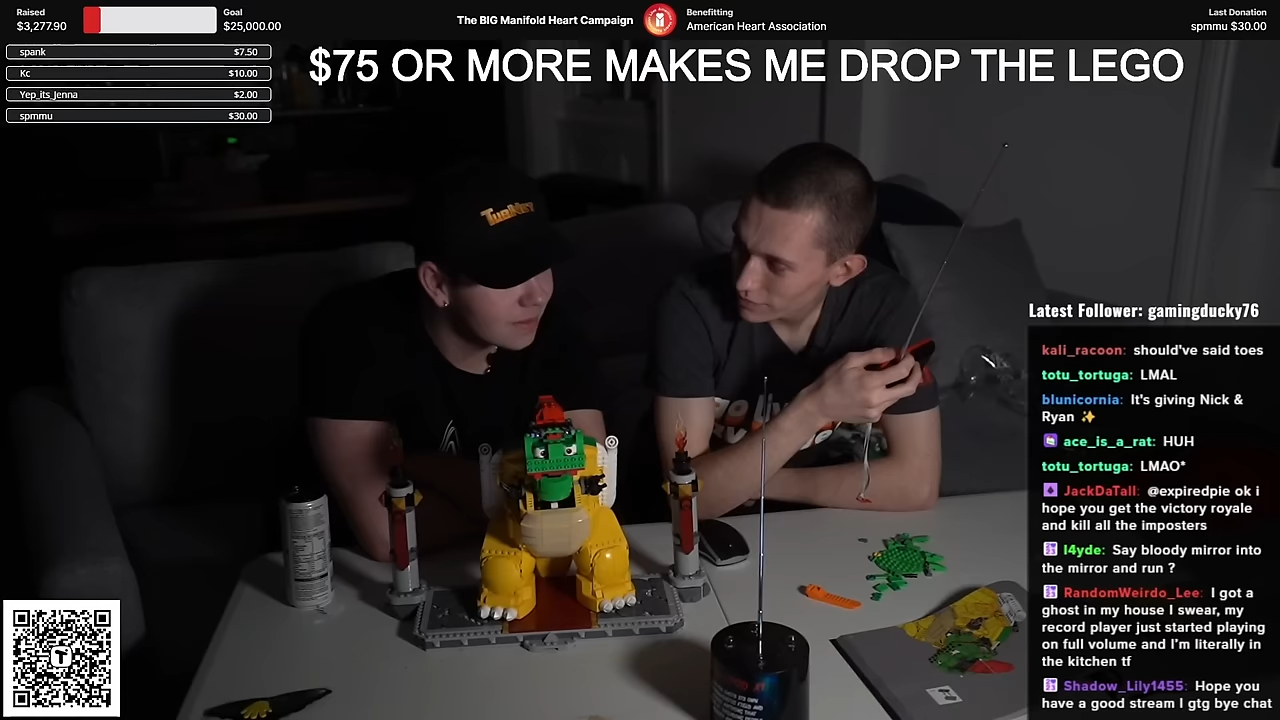 Raised
$3,277.90
Goal
$25,000.00
The BIG Manifold Heart Campaign
Benefitting
American Heart Association
Last Donation
spmmu $30.00
spank $7.50
Kc $10.00
Yep_its_Jenna $2.00
spmmu $30.00
$75 OR MORE MAKES ME DROP THE LEGO
Latest Follower: gamingducky76
kali_racoon: should've said toes
totu_tortuga: LMAL
blunicornia: It's giving Nick &
Ryan ✨
ace_is_a_rat: HUH
totu_tortuga: LMAO*
JackDaTall: @expiredpie ok i
hope you get the victory royale
and kill all the imposters
l4yde: Say bloody mirror into
the mirror and run ?
RandomWeirdo_Lee: I got a
ghost in my house I swear, my
record player just started playing
on full volume and I'm literally in
the kitchen tf
Shadow_Lily1455: Hope you
have a good stream I gtg bye chat